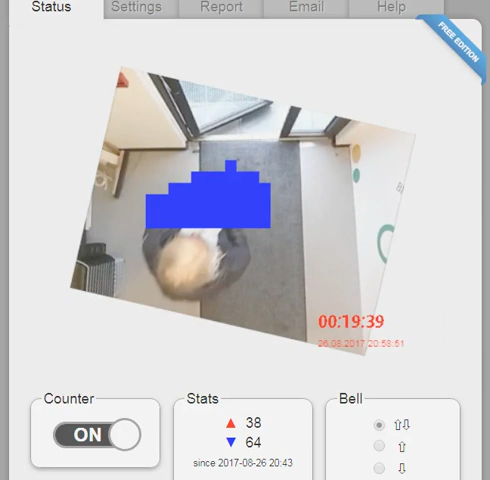 Status Settings Report Email Help
FREE EDITION
00:19:39
26.08.2017 20:58:51
Counter Stats Bell
ON
38
64
since 2017-08-26 20:43